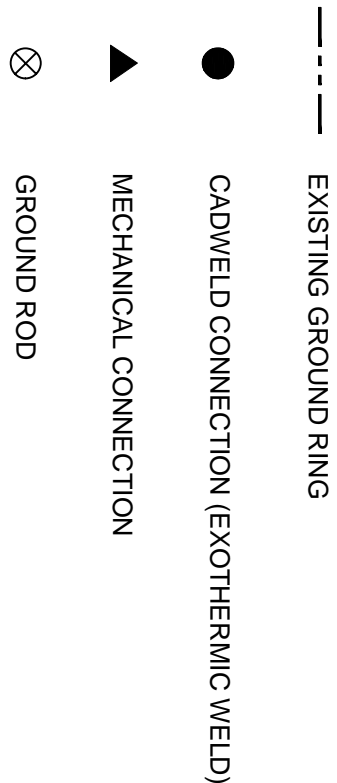 EXISTING GROUND RING
CADWELD CONNECTION (EXOTHERMIC WELD)
MECHANICAL CONNECTION
GROUND ROD